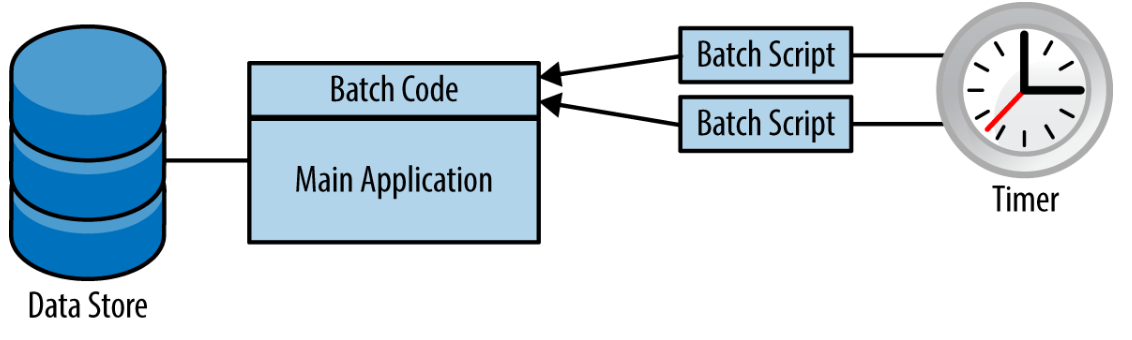 Batch Script
Batch Code
Batch Script
Main Application
Timer
Data Store